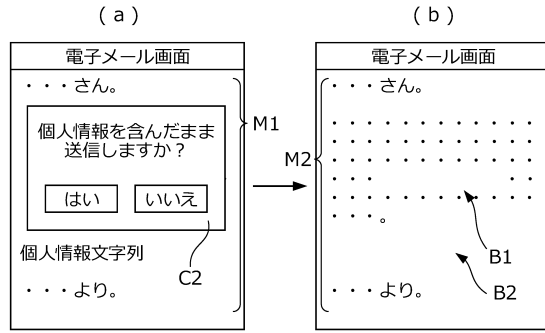 (a)
電子メール画面
・・・さん。
個人情報を含んだまま
送信しますか？
はい
いいえ
個人情報文字列
・・・より。
M1
C2
(b)
電子メール画面
・・・さん。
・・・・・・・・・・・・
・・・・・・・・・・・・
・・・・・・・・・・・・
・・・ ・・
・・・・・・・・・・・・
・・・。
・・・より。
M2
B1
B2